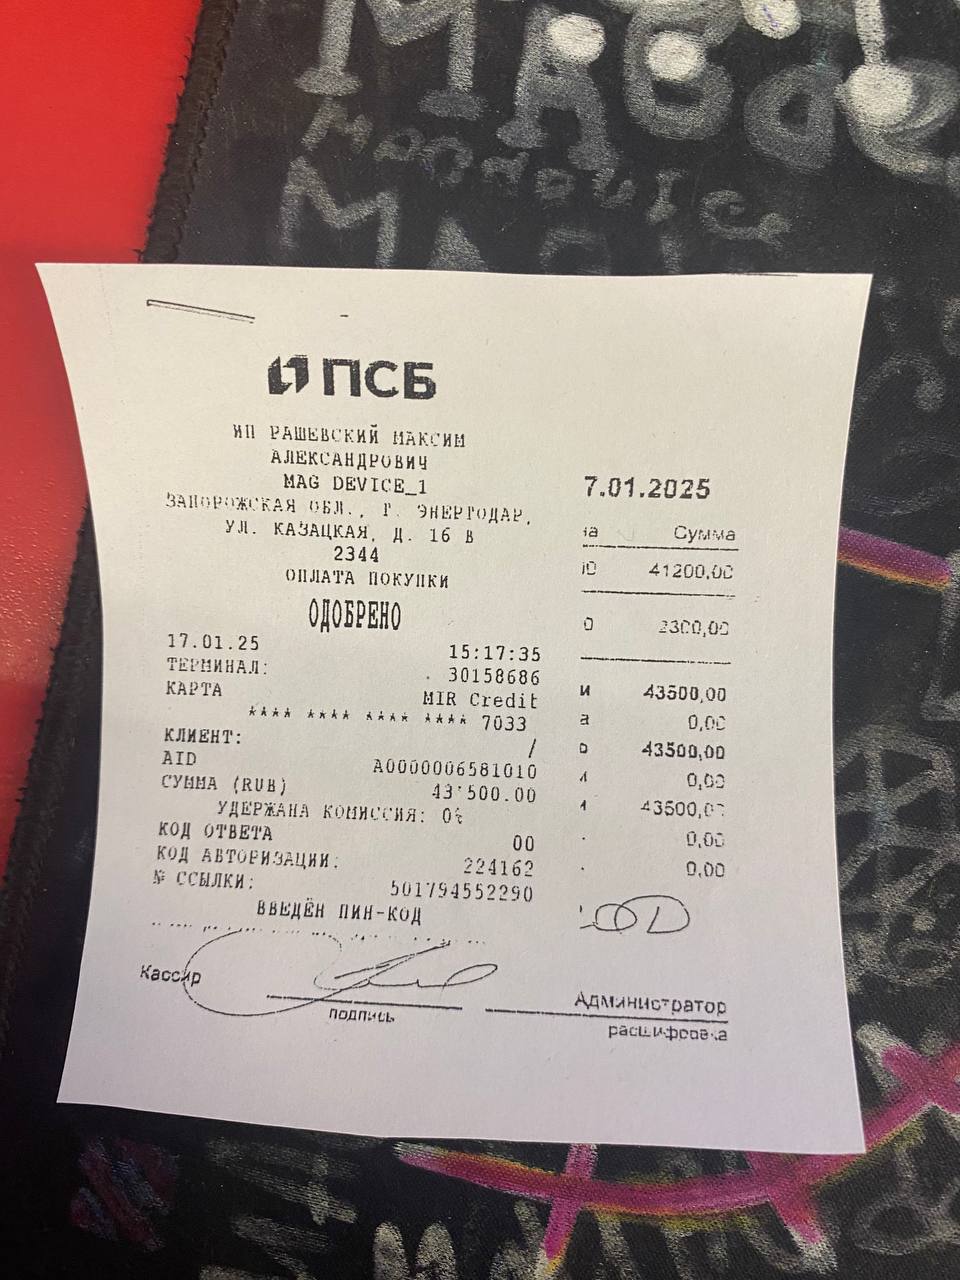 ПСБ
ИП РАШЕВСКИЙ МАКСИМ
АЛЕКСАНДРОВИЧ
MAG DEVICE_1
7.01.2025
ЗАПОРОЖСКАЯ ОБЛ., Г. ЭНЕРГОДАР,
УЛ. КАЗАЦКАЯ, Д. 16 В
на Сумма
2344
41200,00
ОПЛАТА ПОКУПКИ
ОДОБРЕНО
0 2300,00
17.01.25 15:17:35
ТЕРМИНАЛ: 30158686
КАРТА MIR Credit
и 43500,00
**** **** **** **** 7033
а 0,00
КЛИЕНТ: /
43500,00
AID A0000006581010
0,00
СУММА (RUB) 43'500.00
43500,00
УДЕРЖАНА КОМИССИЯ: 0%
КОД ОТВЕТА 00
0,00
КОД АВТОРИЗАЦИИ: 224162
0,00
№ ССЫЛКИ: 501794552290
ВВЕДЁН ПИН-КОД
Кассир
подпись
Администратор
расшифровка